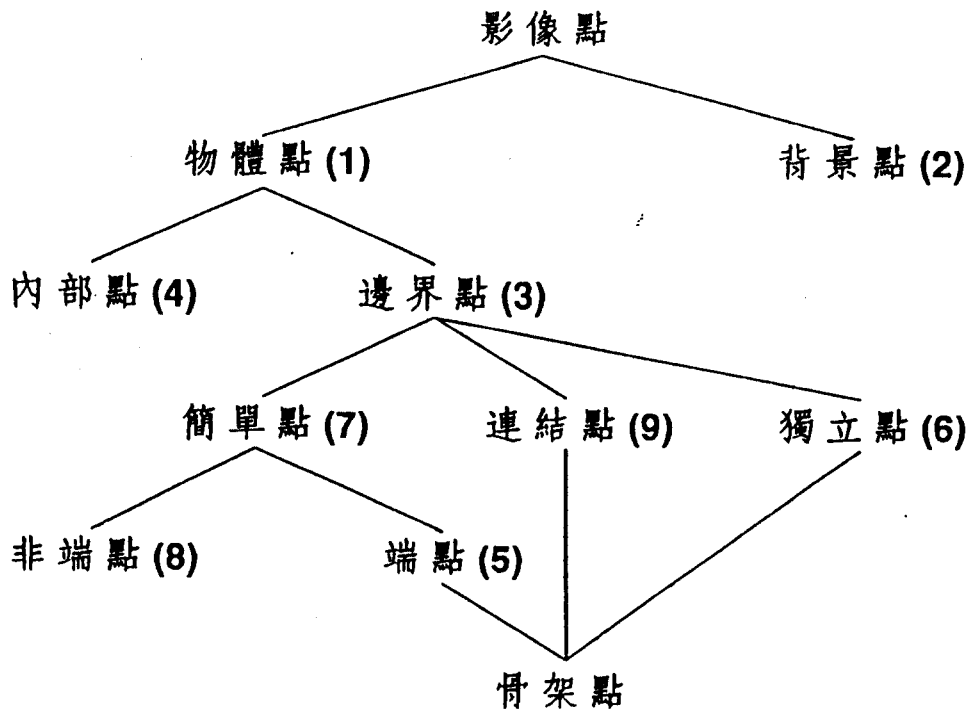 影像點
物體點 (1)
背景點 (2)
內部點 (4)
邊界點 (3)
簡單點 (7)
連結點 (9)
獨立點 (6)
非端點 (8)
端點 (5)
骨架點